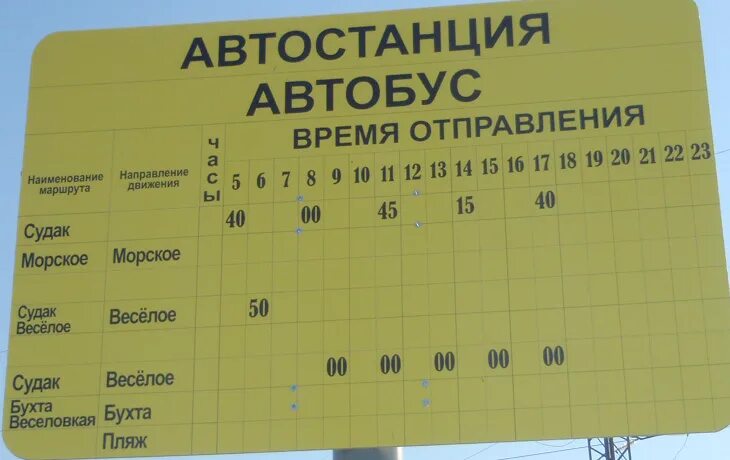 АВТОСТАНЦИЯ
АВТОБУС
ВРЕМЯ ОТПРАВЛЕНИЯ
Наименование маршрута Направление движения часы 5 6 7 8 9 10 11 12 13 14 15 16 17 18 19 20 21 22 23
Судак 40 00 45 15 40
Морское Морское
Судак
Весёлое Весёлое 50
Судак Весёлое 00 00 00 00 00
Бухта Бухта
Веселовкая
Пляж